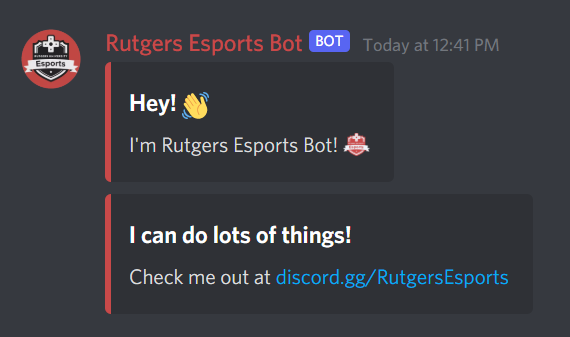 Rutgers Esports Bot BOT Today at 12:41 PM
Esports
Hey! 👋
I'm Rutgers Esports Bot!
I can do lots of things!
Check me out at discord.gg/RutgersEsports